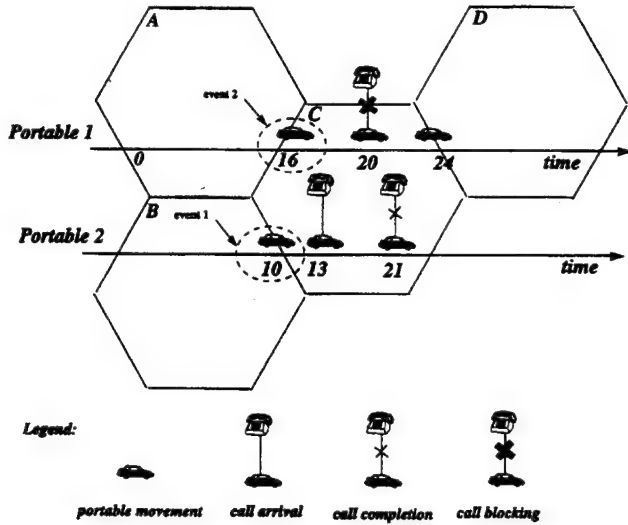 A
D
event 2
C
Portable 1
0
16
20
24
time
B
event 1
Portable 2
10
13
21
time
Legend:
portable movement
call arrival
call completion
call blocking